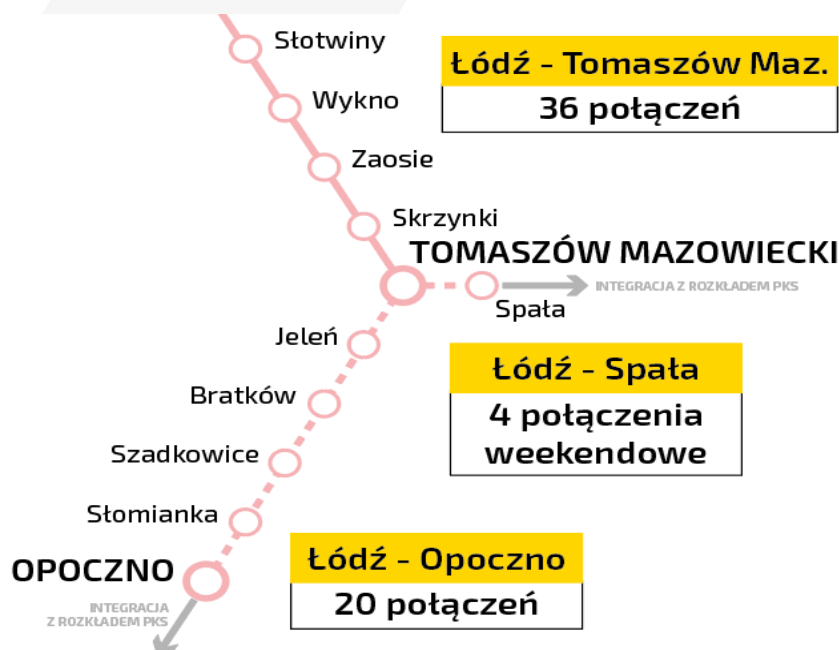 Słotwiny
Łódź - Tomaszów Maz.
Wykno
36 połączeń
Zaosie
Skrzynki
TOMASZÓW MAZOWIECKI
INTEGRACJA Z ROZKŁADEM PKS
Spała
Jeleń
Łódź - Spała
Bratków
4 połączenia
weekendowe
Szadkowice
Słomianka
Łódź - Opoczno
OPOCZNO
20 połączeń
INTEGRACJA
Z ROZKŁADEM PKS